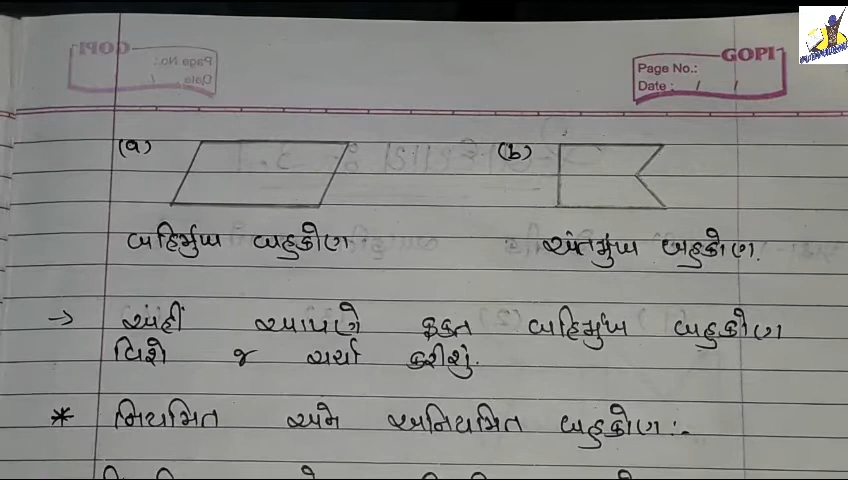 GOPI
Page No.:
Date : / /
(a) (b)
બહિર્મુખ બહુકોણ અંતર્મુખ બહુકોણ.
→ અહીં આપણે ફક્ત બહિર્મુખ બહુકોણ
વિશે જ ચર્ચા કરીશું.
* નિયમિત અને અનિયમિત બહુકોણ :-